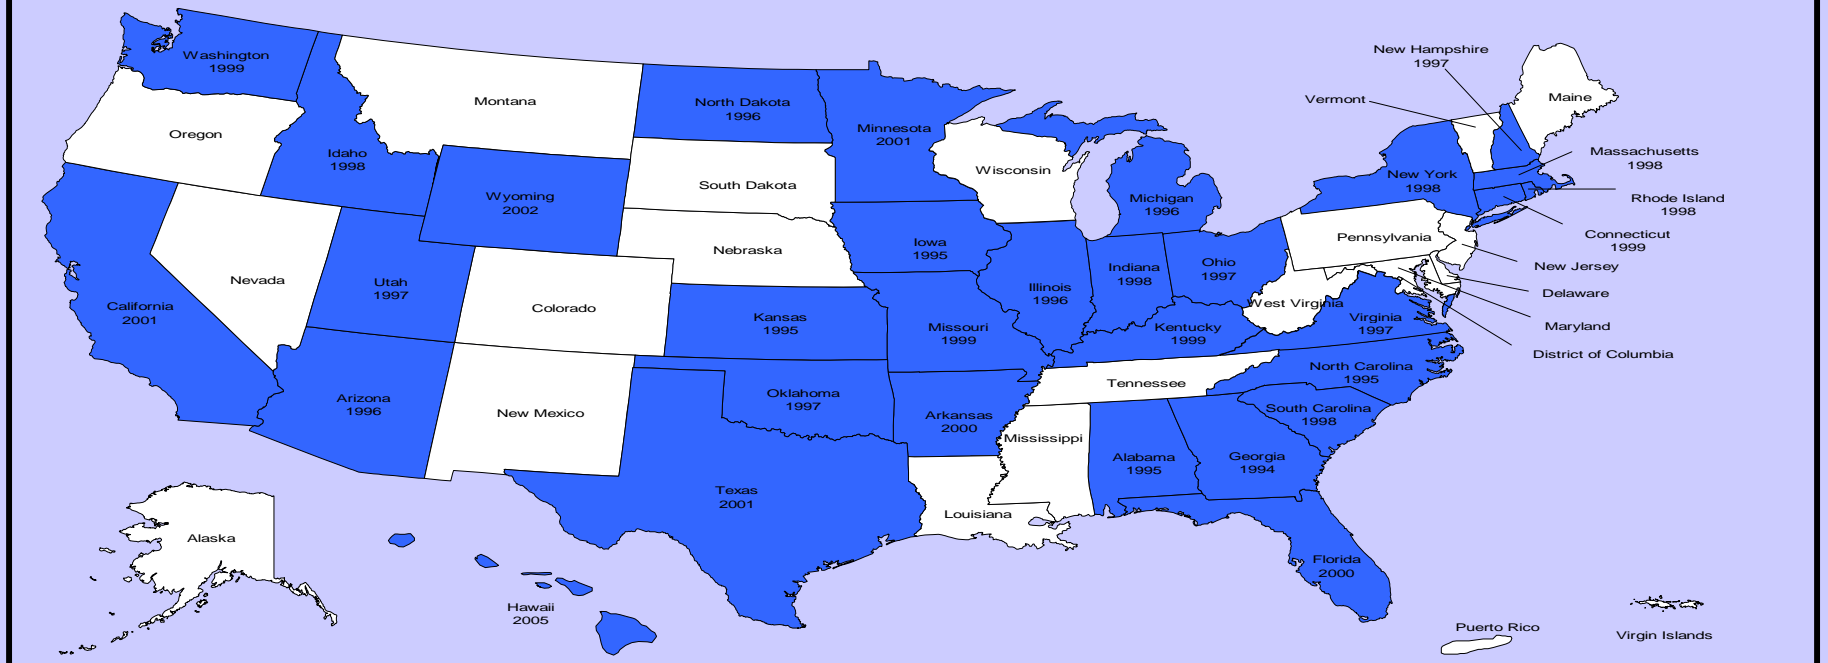 Washington
1999
Oregon
California
2001
Nevada
Idaho
1998
Montana
Wyoming
2002
Utah
1997
Colorado
Arizona
1996
New Mexico
North Dakota
1996
South Dakota
Nebraska
Kansas
1995
Oklahoma
1997
Texas
2001
Minnesota
2001
Iowa
1995
Missouri
1999
Arkansas
2000
Louisiana
Wisconsin
Illinois
1996
Michigan
1996
Indiana
1998
Ohio
1997
Kentucky
1999
Tennessee
Mississippi
Alabama
1995
Georgia
1994
Florida
2000
South Carolina
1998
North Carolina
1995
Virginia
1997
West Virginia
Pennsylvania
New York
1998
Vermont
New Hampshire
1997
Maine
Massachusetts
1998
Rhode Island
1998
Connecticut
1999
New Jersey
Delaware
Maryland
District of Columbia
Alaska
Hawaii
2005
Puerto Rico
Virgin Islands